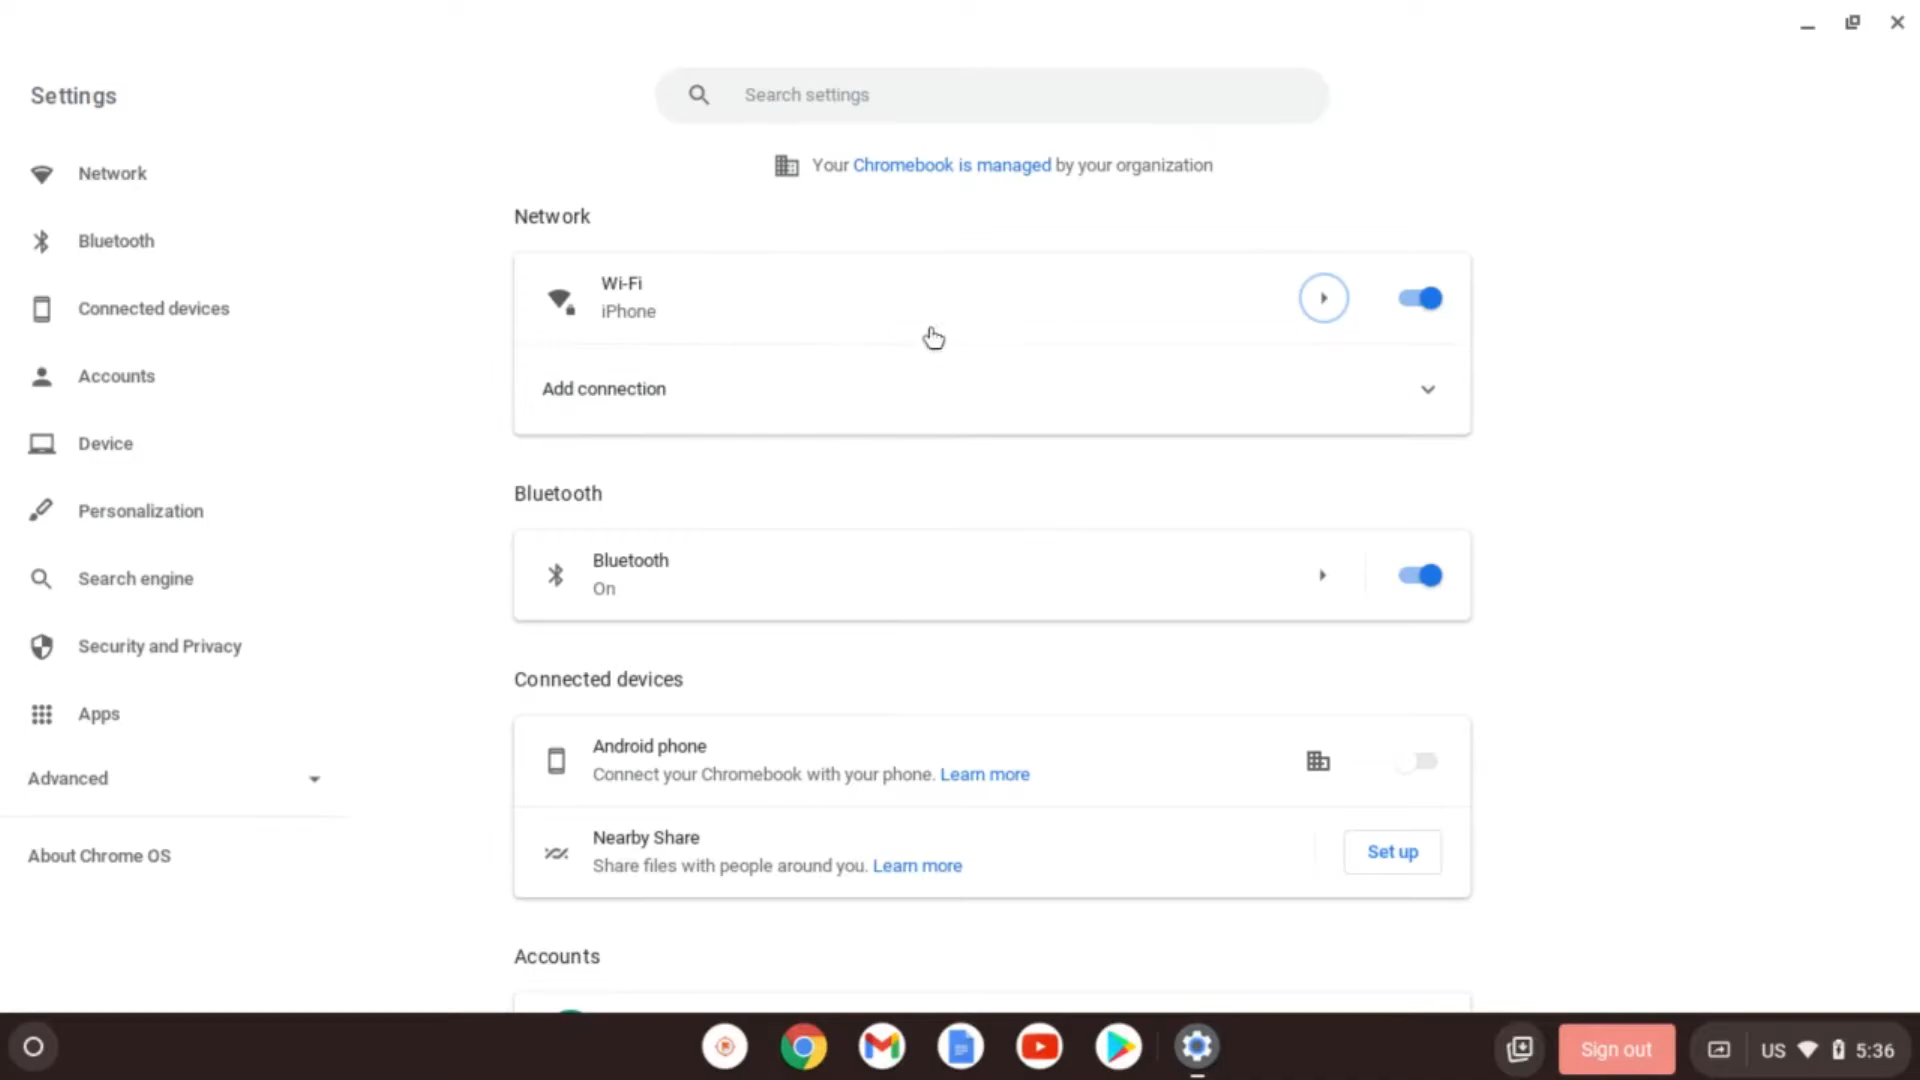 Settings
Search settings
Your Chromebook is managed by your organization
Network
Bluetooth
Connected devices
Accounts
Device
Personalization
Search engine
Security and Privacy
Apps
Advanced
About Chrome OS
Network
Wi-Fi
iPhone
Add connection
Bluetooth
Bluetooth
On
Connected devices
Android phone
Connect your Chromebook with your phone. Learn more
Nearby Share
Share files with people around you. Learn more
Set up
Accounts
Sign out
US
5:36